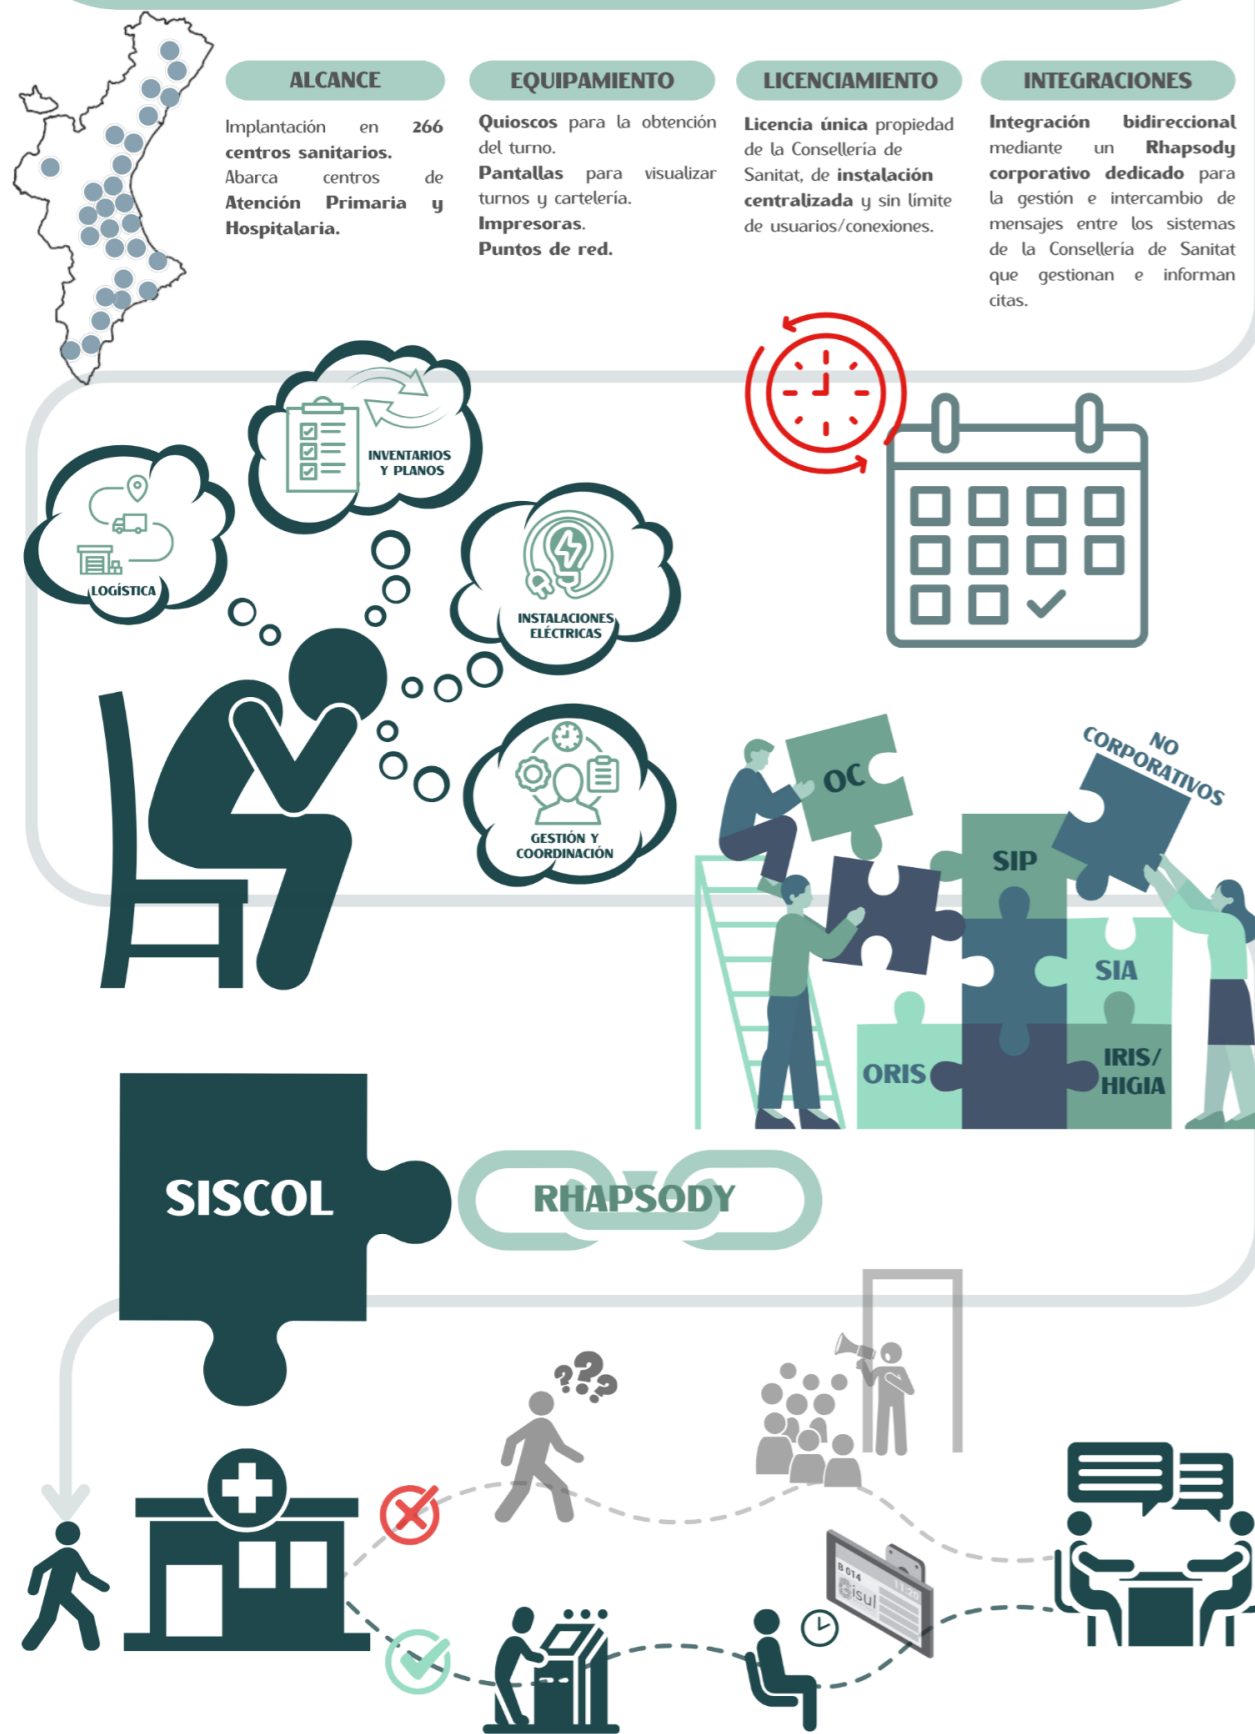 ALCANCE
Implantación en 266
centros sanitarios.
Abarca centros de
Atención Primaria y
Hospitalaria.
EQUIPAMIENTO
Quioscos para la obtención
del turno.
Pantallas para visualizar
turnos y cartelería.
Impresoras.
Puntos de red.
LICENCIAMIENTO
Licencia única propiedad
de la Consellería de
Sanitat, de instalación
centralizada y sin límite
de usuarios/conexiones.
INTEGRACIONES
Integración bidireccional
mediante un Rhapsody
corporativo dedicado para
la gestión e intercambio de
mensajes entre los sistemas
de la Consellería de Sanitat
que gestionan e informan
citas.
INVENTARIOS
Y PLANOS
LOGÍSTICA
INSTALACIONES
ELÉCTRICAS
GESTIÓN Y
COORDINACIÓN
OC
NO
CORPORATIVOS
SIP
SIA
ORIS
IRIS/
HIGIA
SISCOL
RHAPSODY
???
B 014
isul